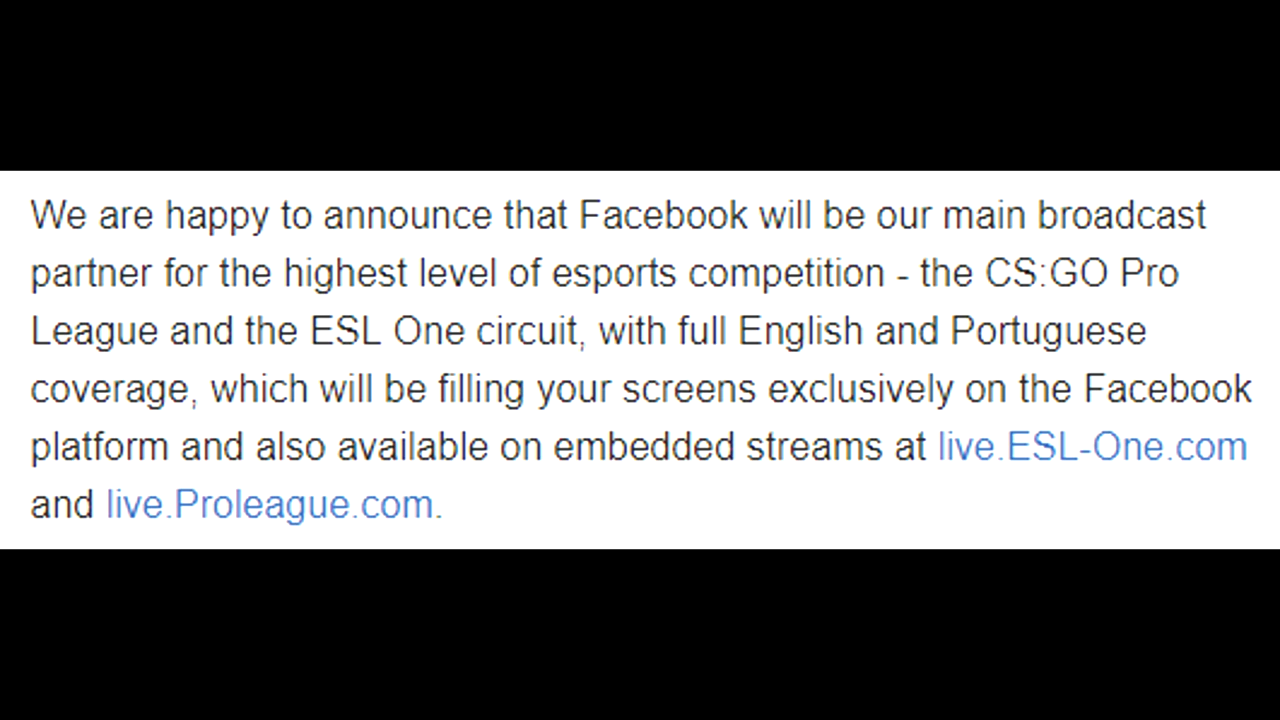 We are happy to announce that Facebook will be our main broadcast
partner for the highest level of esports competition - the CS:GO Pro
League and the ESL One circuit, with full English and Portuguese
coverage, which will be filling your screens exclusively on the Facebook
platform and also available on embedded streams at live.ESL-One.com
and live.Proleague.com.